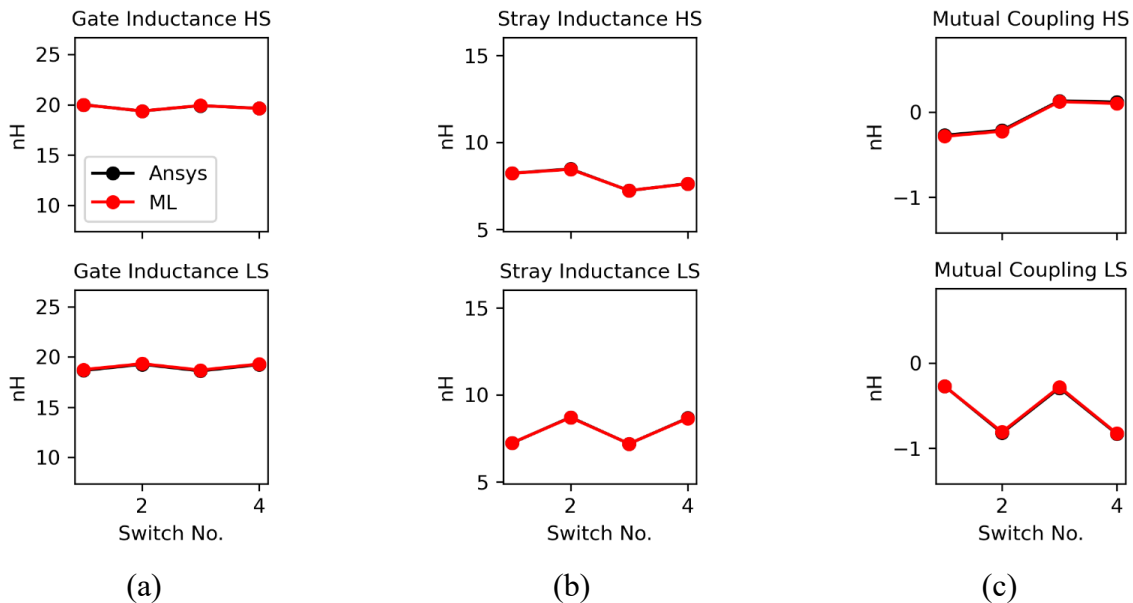 Gate Inductance HS
Stray Inductance HS
Mutual Coupling HS
25
20
15
10
nH
Ansys
ML
15
10
5
nH
0
−1
nH
Gate Inductance LS
Stray Inductance LS
Mutual Coupling LS
25
20
15
10
nH
2
4
Switch No.
15
10
5
nH
2
4
Switch No.
0
−1
nH
2
4
Switch No.
(a)
(b)
(c)